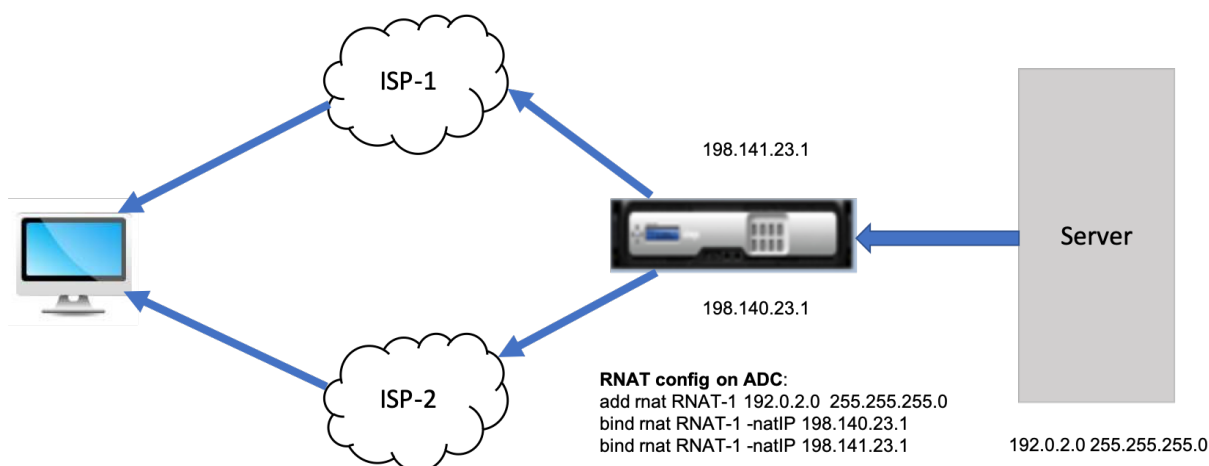 ISP-1
198.141.23.1
Server
198.140.23.1
ISP-2
RNAT config on ADC:
add rnat RNAT-1 192.0.2.0 255.255.255.0
bind rnat RNAT-1 -natIP 198.140.23.1
bind rnat RNAT-1 -natIP 198.141.23.1
192.0.2.0 255.255.255.0